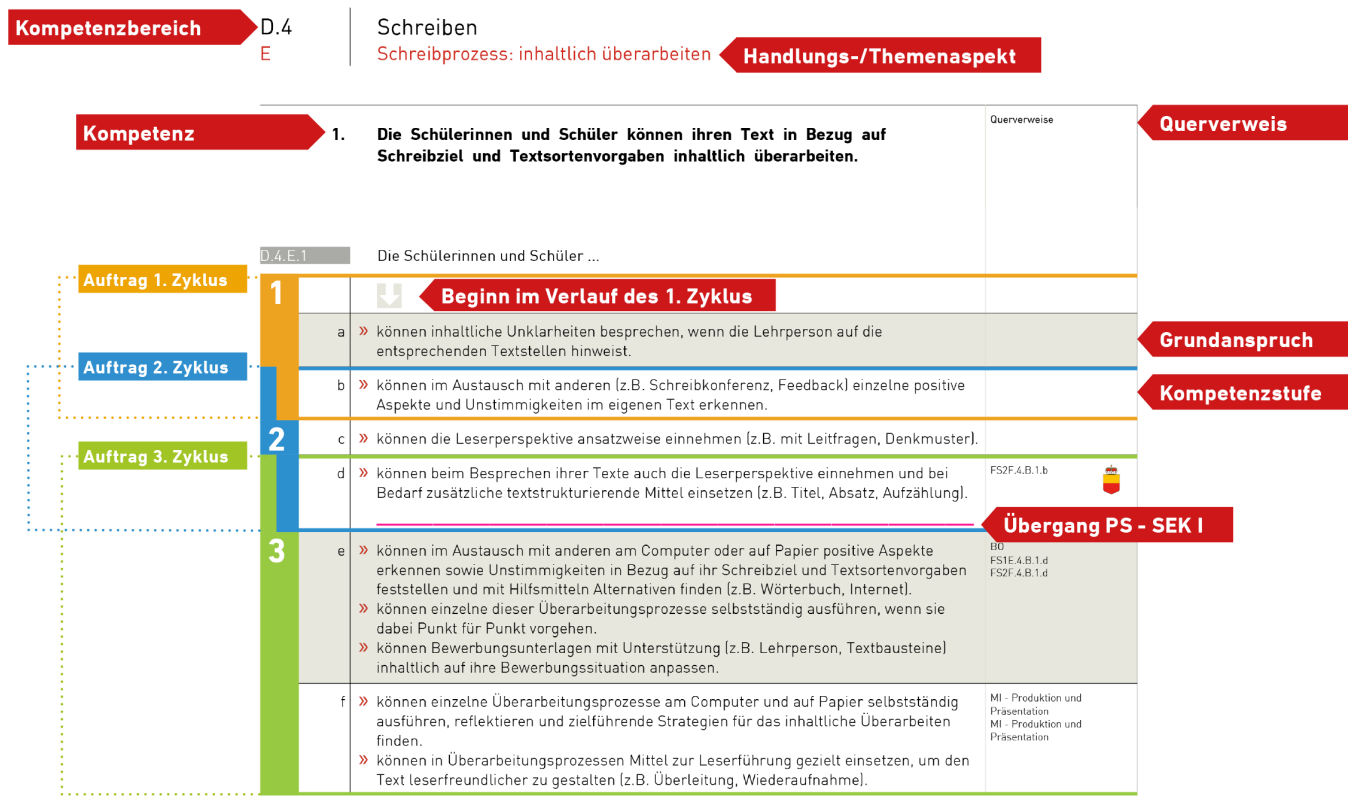 Kompetenzbereich
D.4
Schreiben
E
Schreibprozess: inhaltlich überarbeiten
Handlungs-/Themenaspekt
Kompetenz
1.
Die Schülerinnen und Schüler können ihren Text in Bezug auf
Schreibziel und Textsortenvorgaben inhaltlich überarbeiten.
Querverweise
Querverweis
D.4.E.1
Die Schülerinnen und Schüler ...
Auftrag 1. Zyklus
1
Beginn im Verlauf des 1. Zyklus
a
» können inhaltliche Unklarheiten besprechen, wenn die Lehrperson auf die
entsprechenden Textstellen hinweist.
Grundanspruch
Auftrag 2. Zyklus
b
» können im Austausch mit anderen (z.B. Schreibkonferenz, Feedback) einzelne positive
Aspekte und Unstimmigkeiten im eigenen Text erkennen.
Kompetenzstufe
2
c
» können die Leserperspektive ansatzweise einnehmen (z.B. mit Leitfragen, Denkmuster).
Auftrag 3. Zyklus
d
» können beim Besprechen ihrer Texte auch die Leserperspektive einnehmen und bei
Bedarf zusätzliche textstrukturierende Mittel einsetzen (z.B. Titel, Absatz, Aufzählung).
FS2F.4.B.1.b
Übergang PS - SEK I
3
e
» können im Austausch mit anderen am Computer oder auf Papier positive Aspekte
erkennen sowie Unstimmigkeiten in Bezug auf ihr Schreibziel und Textsortenvorgaben
feststellen und mit Hilfsmitteln Alternativen finden (z.B. Wörterbuch, Internet).
» können einzelne dieser Überarbeitungsprozesse selbstständig ausführen, wenn sie
dabei Punkt für Punkt vorgehen.
» können Bewerbungsunterlagen mit Unterstützung (z.B. Lehrperson, Textbausteine)
inhaltlich auf ihre Bewerbungssituation anpassen.
BO
FS1E.4.B.1.d
FS2F.4.B.1.d
f
» können einzelne Überarbeitungsprozesse am Computer und auf Papier selbstständig
ausführen, reflektieren und zielführende Strategien für das inhaltliche Überarbeiten
finden.
» können in Überarbeitungsprozessen Mittel zur Leserführung gezielt einsetzen, um den
Text leserfreundlicher zu gestalten (z.B. Überleitung, Wiederaufnahme).
MI - Produktion und
Präsentation
MI - Produktion und
Präsentation